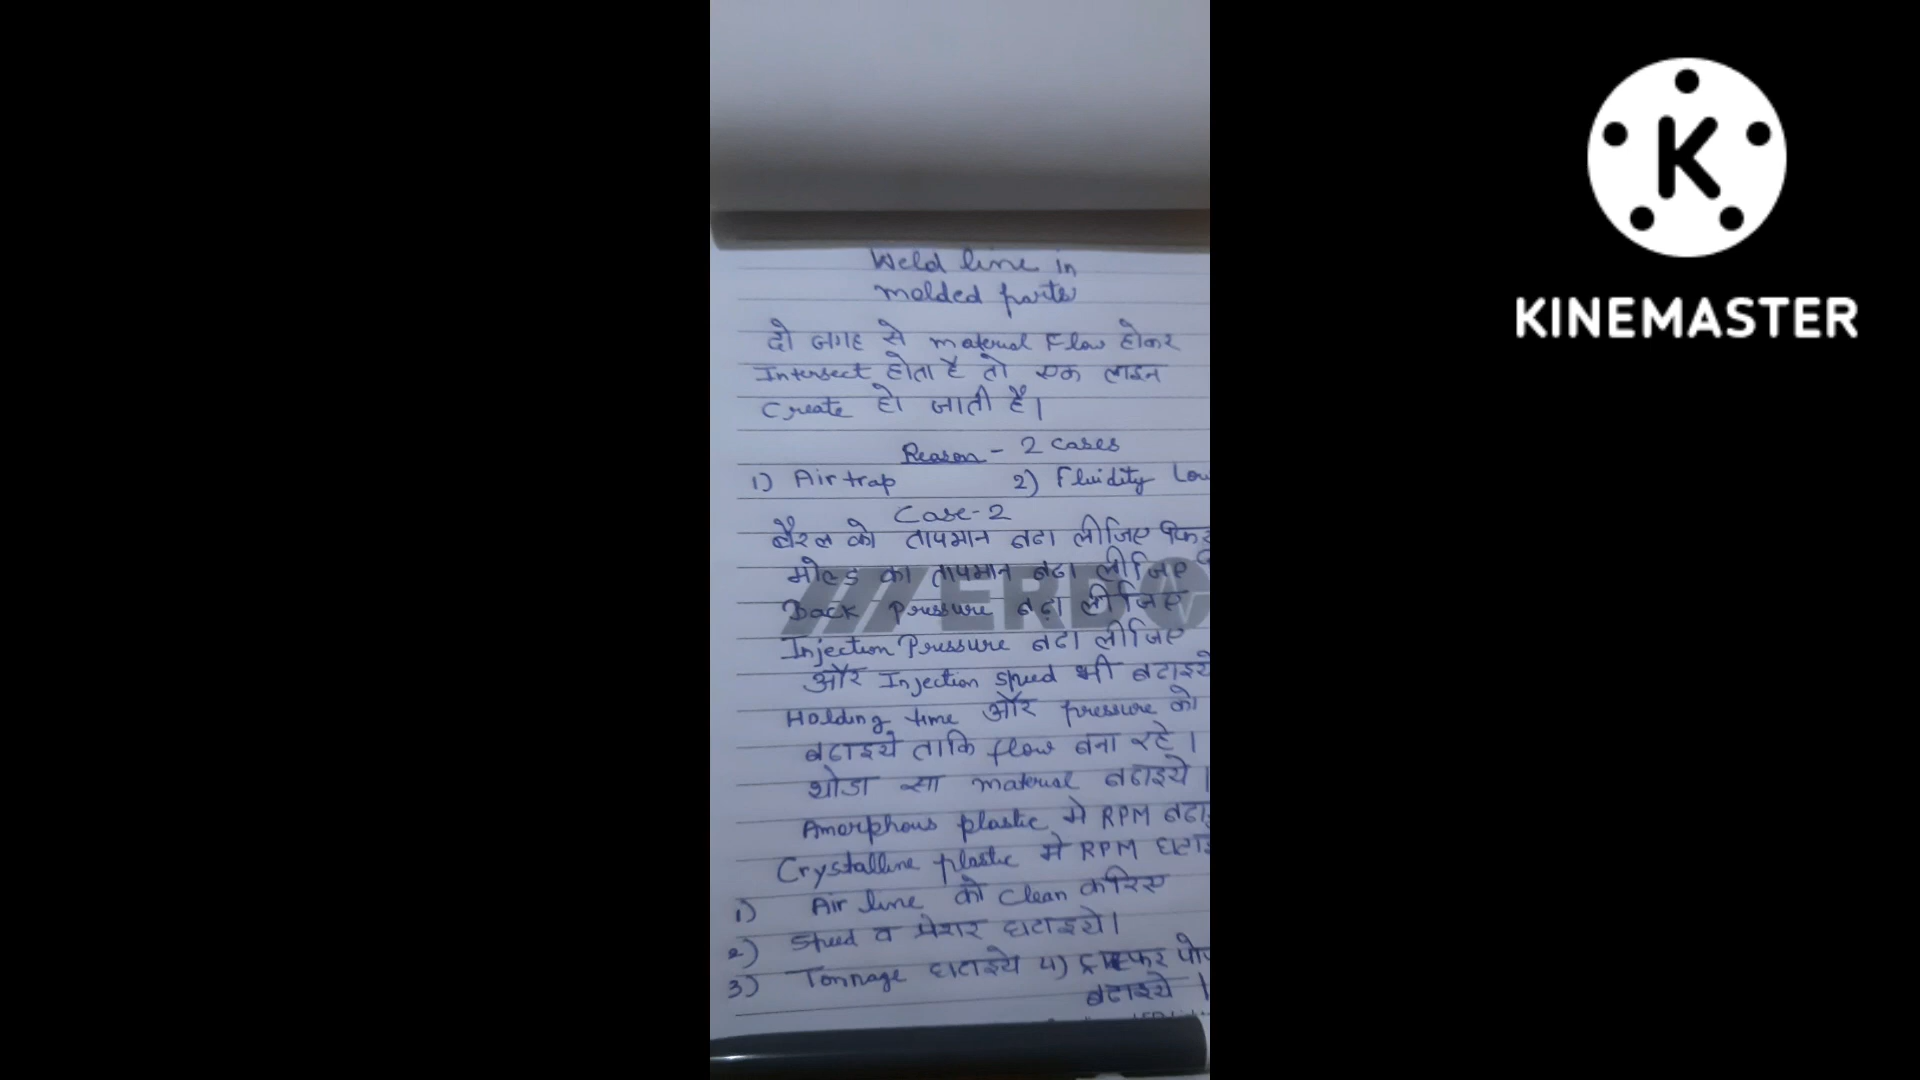 Weld line in
molded parts
दो जगह से material Flow होकर
Intersect होता है तो एक लाइन
Create हो जाती है।
Reason - 2 cases
1) Air trap 2) Fluidity Low
Case-2
बैरल को तापमान बढा लीजिए फिर
मोल्ड का तापमान बढा लीजिए
Back Pressure बढ़ा लीजिए
Injection Pressure बढा लीजिए
और Injection speed भी बढाइये
Holding time और pressure को
बढाइये ताकि flow बना रहे।
थोडा सा material बढाइये।
Amorphous plastic मे RPM बढा
Crystalline plastic मे RPM घटा
1) Air line को Clean करिए
2) Speed व प्रेशर घटाइये।
3) Tonnage घटाइये 4)
बढाइये।
K
KINEMASTER